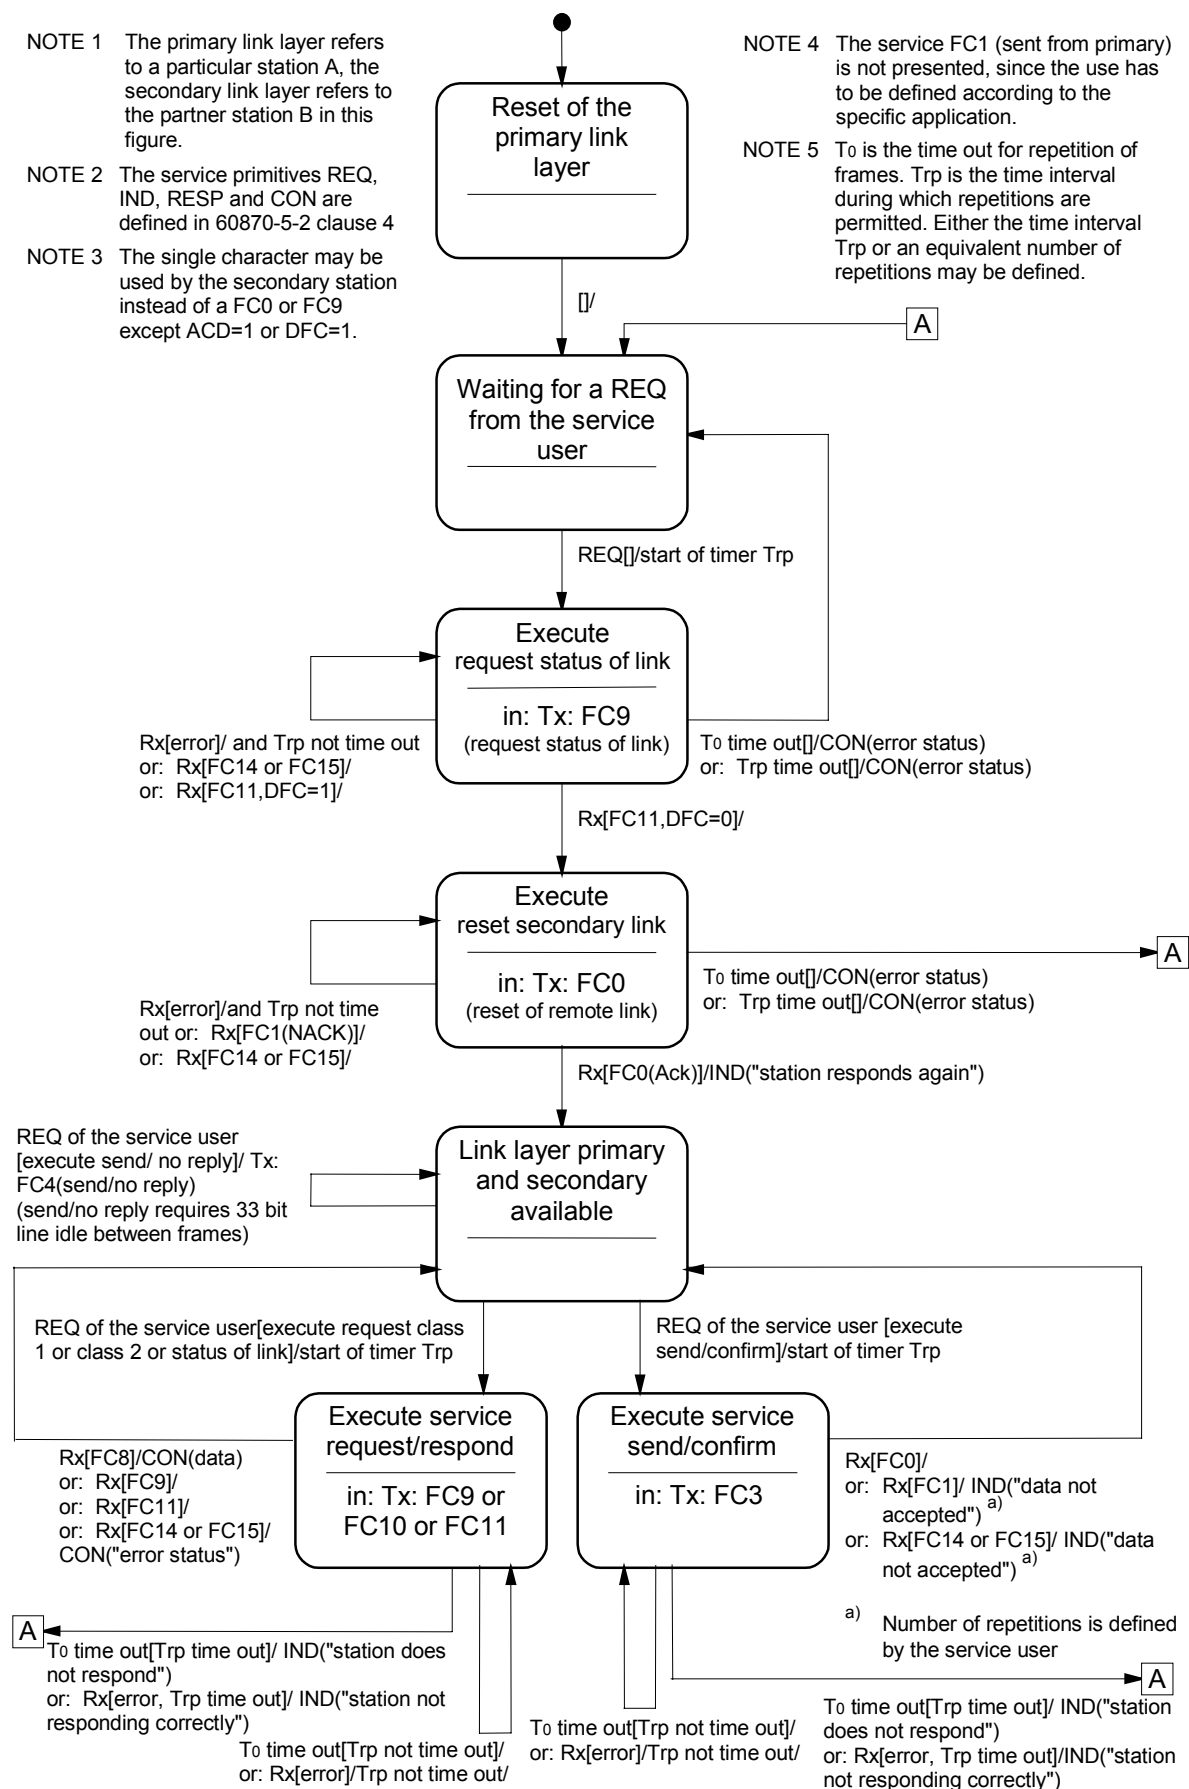 NOTE 1 The primary link layer refers
to a particular station A, the
secondary link layer refers to
the partner station B in this
figure.
NOTE 2 The service primitives REQ,
IND, RESP and CON are
defined in 60870-5-2 clause 4
NOTE 3 The single character may be
used by the secondary station
instead of a FC0 or FC9
except ACD=1 or DFC=1.
NOTE 4 The service FC1 (sent from primary)
is not presented, since the use has
to be defined according to the
specific application.
NOTE 5 T0 is the time out for repetition of
frames. Trp is the time interval
during which repetitions are
permitted. Either the time interval
Trp or an equivalent number of
repetitions may be defined.
Reset of the
primary link
layer
[]/
A
Waiting for a REQ
from the service
user
REQ[]/start of timer Trp
Execute
request status of link
in: Tx: FC9
(request status of link)
Rx[error]/ and Trp not time out
or: Rx[FC14 or FC15]/
or: Rx[FC11,DFC=1]/
T0 time out[]/CON(error status)
or: Trp time out[]/CON(error status)
Rx[FC11,DFC=0]/
Execute
reset secondary link
in: Tx: FC0
(reset of remote link)
A
Rx[error]/and Trp not time
out or: Rx[FC1(NACK)]/
or: Rx[FC14 or FC15]/
T0 time out[]/CON(error status)
or: Trp time out[]/CON(error status)
Rx[FC0(Ack)]/IND("station responds again")
REQ of the service user
[execute send/ no reply]/ Tx:
FC4(send/no reply)
(send/no reply requires 33 bit
line idle between frames)
Link layer primary
and secondary
available
REQ of the service user[execute request class
1 or class 2 or status of link]/start of timer Trp
REQ of the service user [execute
send/confirm]/start of timer Trp
Execute service
request/respond
in: Tx: FC9 or
FC10 or FC11
Execute service
send/confirm
in: Tx: FC3
Rx[FC8]/CON(data)
or: Rx[FC9]/
or: Rx[FC11]/
or: Rx[FC14 or FC15]/
CON("error status")
Rx[FC0]/
or: Rx[FC1]/ IND("data not
accepted") a)
or: Rx[FC14 or FC15]/ IND("data
not accepted") a)
a) Number of repetitions is defined
by the service user
A
T0 time out[Trp time out]/ IND("station does
not respond")
or: Rx[error, Trp time out]/ IND("station not
responding correctly")
T0 time out[Trp not time out]/
or: Rx[error]/Trp not time out/
T0 time out[Trp not time out]/
or: Rx[error]/Trp not time out/
A
T0 time out[Trp time out]/ IND("station
does not respond")
or: Rx[error, Trp time out]/IND("station
not responding correctly")